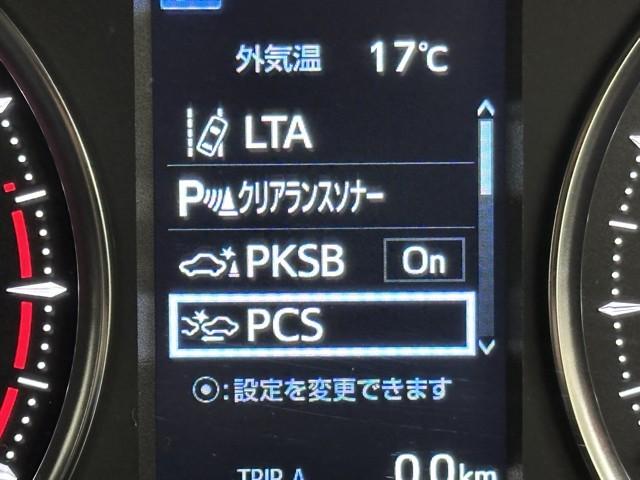 外気温 17℃
LTA
Pクリアランスソナー
PKSB On
PCS
⦿:設定を変更できます
TRIP A 0.0km